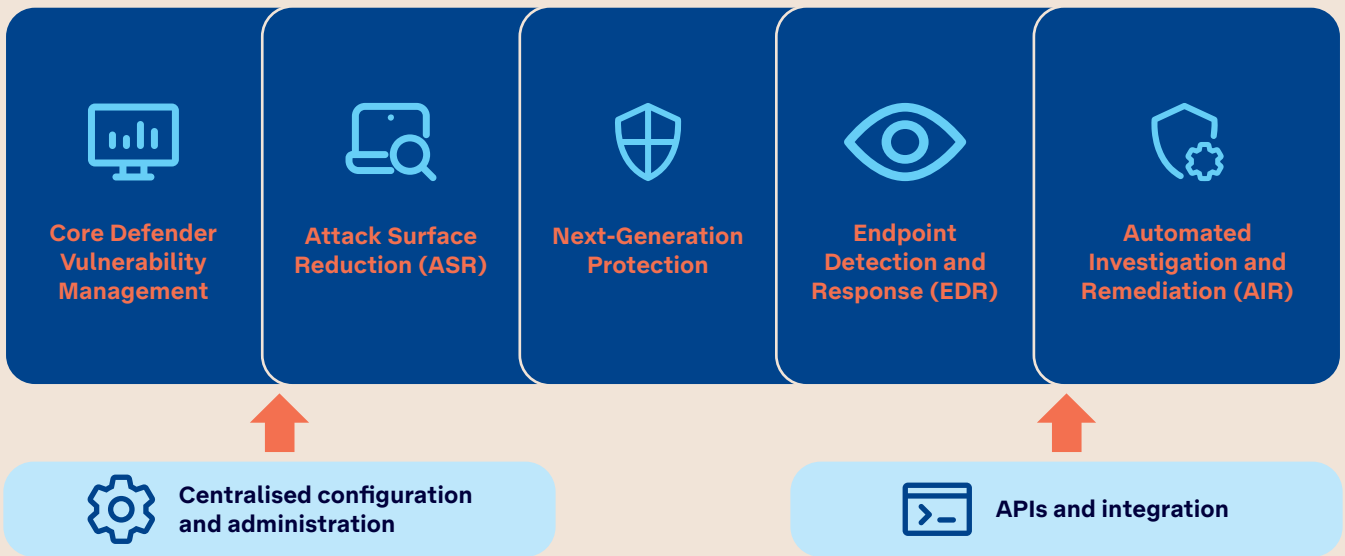 Core Defender
Vulnerability
Management
Attack Surface
Reduction (ASR)
Next-Generation
Protection
Endpoint
Detection and
Response (EDR)
Automated
Investigation and
Remediation (AIR)
Centralised configuration
and administration
APIs and integration